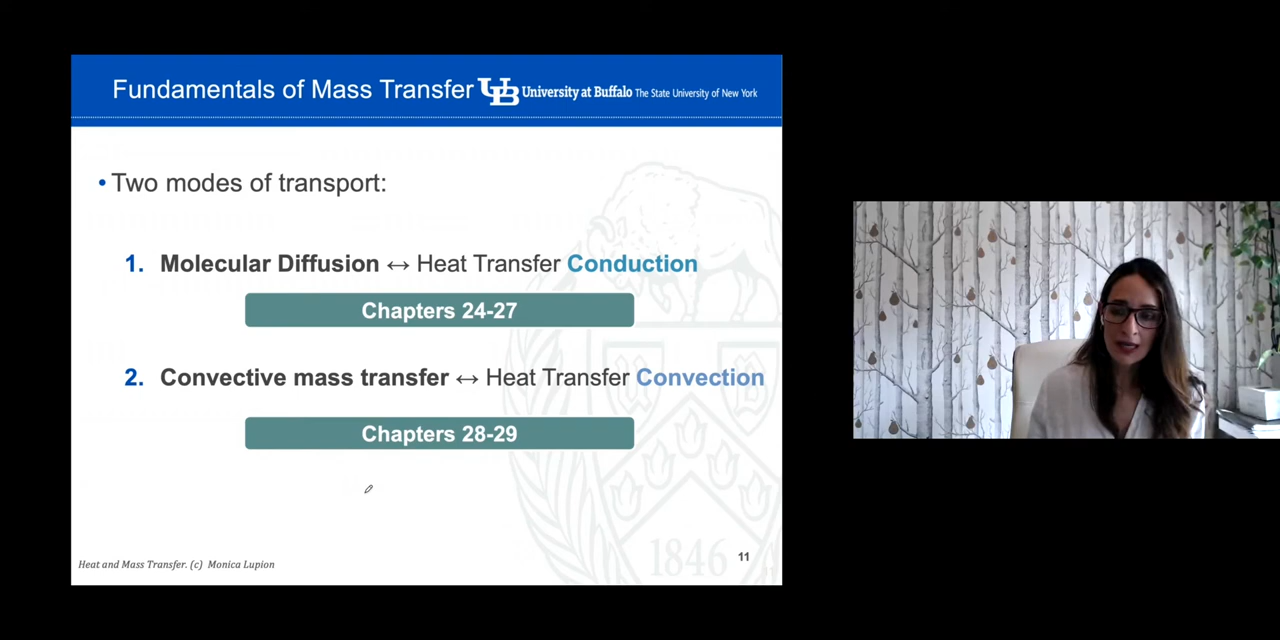 Fundamentals of Mass Transfer UB University at Buffalo The State University of New York
• Two modes of transport:
1. Molecular Diffusion ↔ Heat Transfer Conduction
Chapters 24-27
2. Convective mass transfer ↔ Heat Transfer Convection
Chapters 28-29
1846
11
Heat and Mass Transfer. (c) Monica Lupion